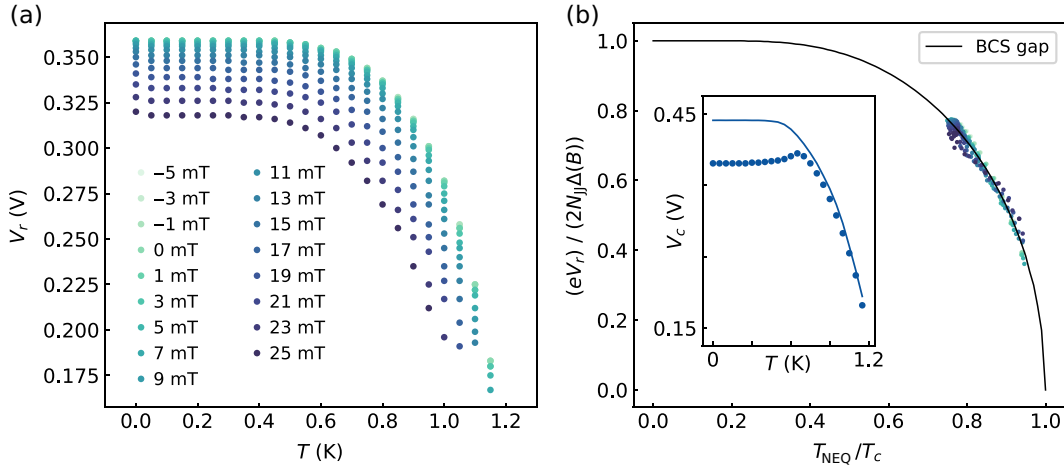 (a)
V_r (V)
0.350
0.325
0.300
0.275
0.250
0.225
0.200
0.175
−5 mT
−3 mT
−1 mT
0 mT
1 mT
3 mT
5 mT
7 mT
9 mT
11 mT
13 mT
15 mT
17 mT
19 mT
21 mT
23 mT
25 mT
0.0 0.2 0.4 0.6 0.8 1.0 1.2
T (K)
(b)
(eV_r) / (2N_JJΔ(B))
1.0
0.8
0.6
0.4
0.2
0.0
BCS gap
V_c (V)
0.45
0.15
0 1.2
T (K)
0.0 0.2 0.4 0.6 0.8 1.0
T_NEQ/T_c